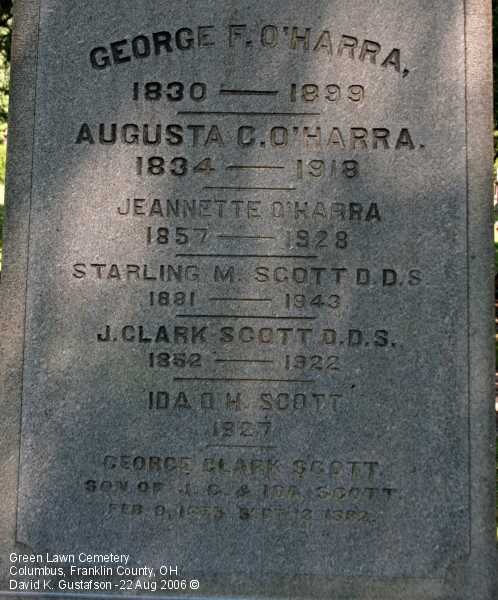 GEORGE F. O'HARRA,
1830 — 1899
AUGUSTA C. O'HARRA.
1834 — 1918
JEANNETTE O'HARRA
1857 — 1928
STARLING M. SCOTT D.D.S
1881 — 1943
J. CLARK SCOTT D.D.S.
1852 — 1922
IDA O'H. SCOTT
1927
GEORGE CLARK SCOTT
SON OF J. C. & IDA SCOTT.
FEB
Green Lawn Cemetery
Columbus, Franklin County, OH
David K. Gustafson -22 Aug 2006 ©